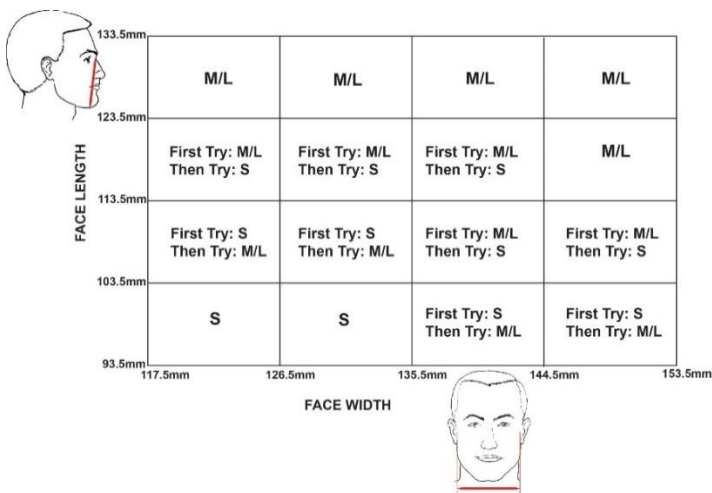 133.5mm
M/L M/L M/L M/L
123.5mm
First Try: M/L First Try: M/L First Try: M/L M/L
Then Try: S Then Try: S Then Try: S
FACE LENGTH
113.5mm
First Try: S First Try: S First Try: M/L First Try: M/L
Then Try: M/L Then Try: M/L Then Try: S Then Try: S
103.5mm
S S First Try: S First Try: S
Then Try: M/L Then Try: M/L
93.5mm
117.5mm 126.5mm 135.5mm 144.5mm 153.5mm
FACE WIDTH